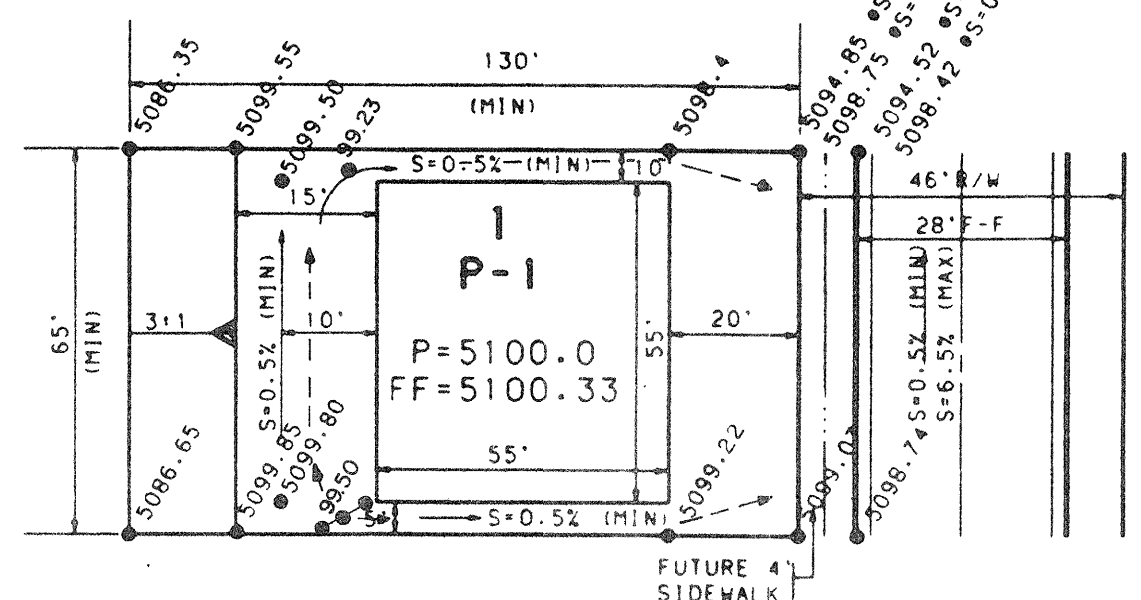 130'
(MIN)
5086.35
5099.55
5099.50
99.23
5098.4
5094.85
5098.75
5094.52
5098.42
S=0.5% (MIN)
10'
46' R/W
28' F-F
15'
1
P-1
P=5100.0
FF=5100.33
55'
55'
65'
(MIN)
3:1
S=0.5% (MIN)
10'
20'
S=0.5% (MIN)
S=6.5% (MAX)
5086.65
5099.85
5099.80
99.50
5'
S=0.5% (MIN)
5099.22
5098.74
FUTURE 4'
SIDEWALK